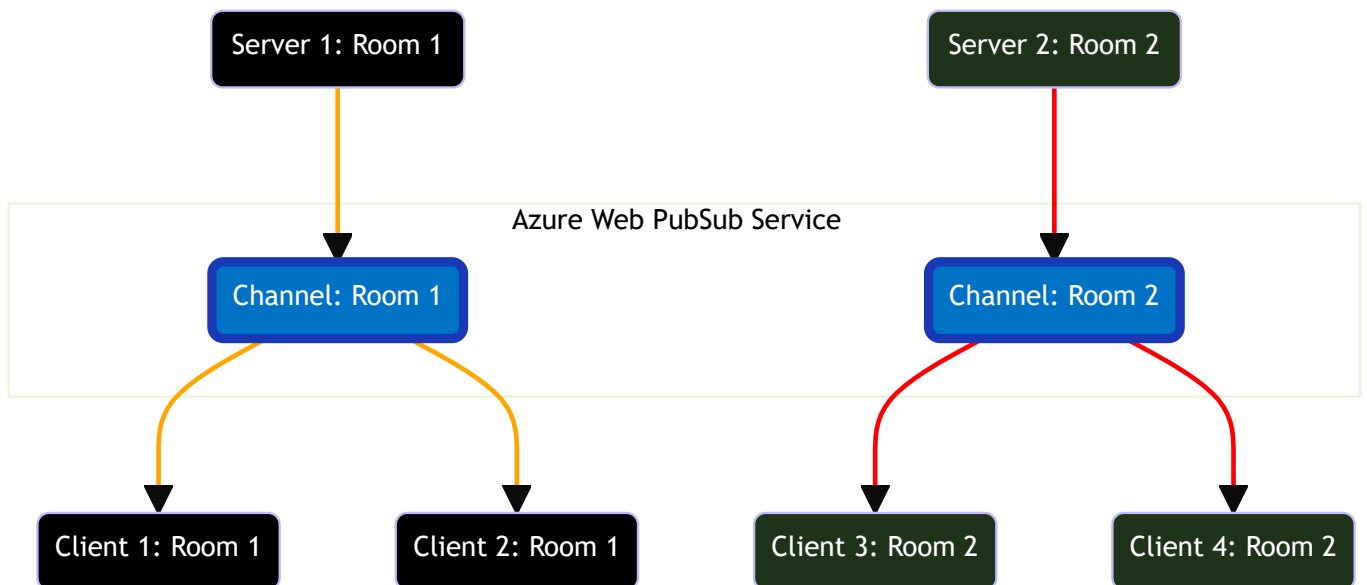 Server 1: Room 1
Server 2: Room 2
Azure Web PubSub Service
Channel: Room 1
Channel: Room 2
Client 1: Room 1
Client 2: Room 1
Client 3: Room 2
Client 4: Room 2